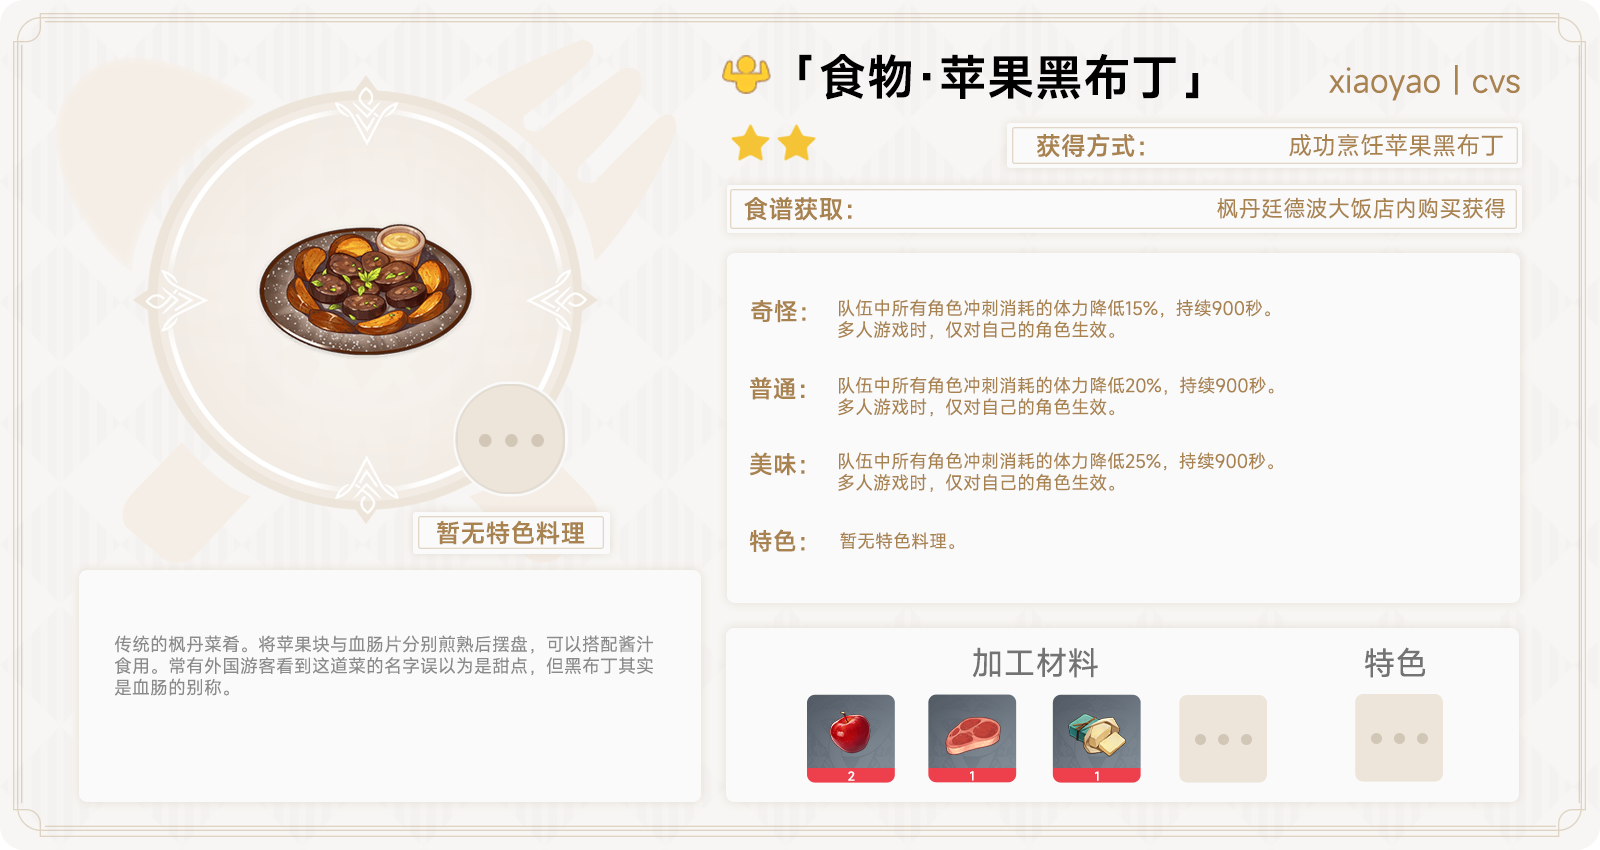 「食物·苹果黑布丁」
xiaoyao | cvs
获得方式：
成功烹饪苹果黑布丁
食谱获取：
枫丹廷德波大饭店内购买获得
奇怪：
队伍中所有角色冲刺消耗的体力降低15%，持续900秒。
多人游戏时，仅对自己的角色生效。
普通：
队伍中所有角色冲刺消耗的体力降低20%，持续900秒。
多人游戏时，仅对自己的角色生效。
美味：
队伍中所有角色冲刺消耗的体力降低25%，持续900秒。
多人游戏时，仅对自己的角色生效。
特色：
暂无特色料理。
暂无特色料理
传统的枫丹菜肴。将苹果块与血肠片分别煎熟后摆盘，可以搭配酱汁
食用。常有外国游客看到这道菜的名字误以为是甜点，但黑布丁其实
是血肠的别称。
加工材料
特色
2
1
1